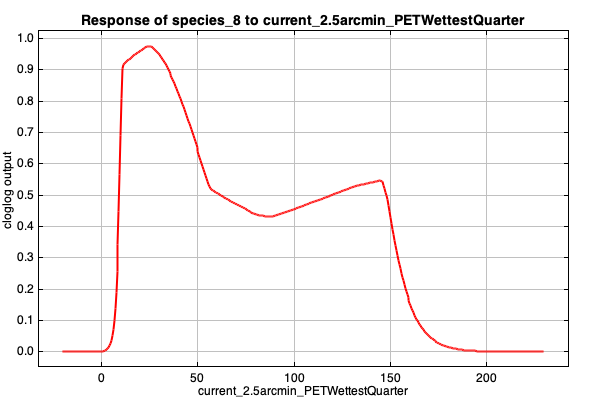 Response of species_8 to current_2.5arcmin_PETWettestQuarter
1.0
0.9
0.8
0.7
0.6
0.5
0.4
0.3
0.2
0.1
0.0
cloglog output
0 50 100 150 200
current_2.5arcmin_PETWettestQuarter